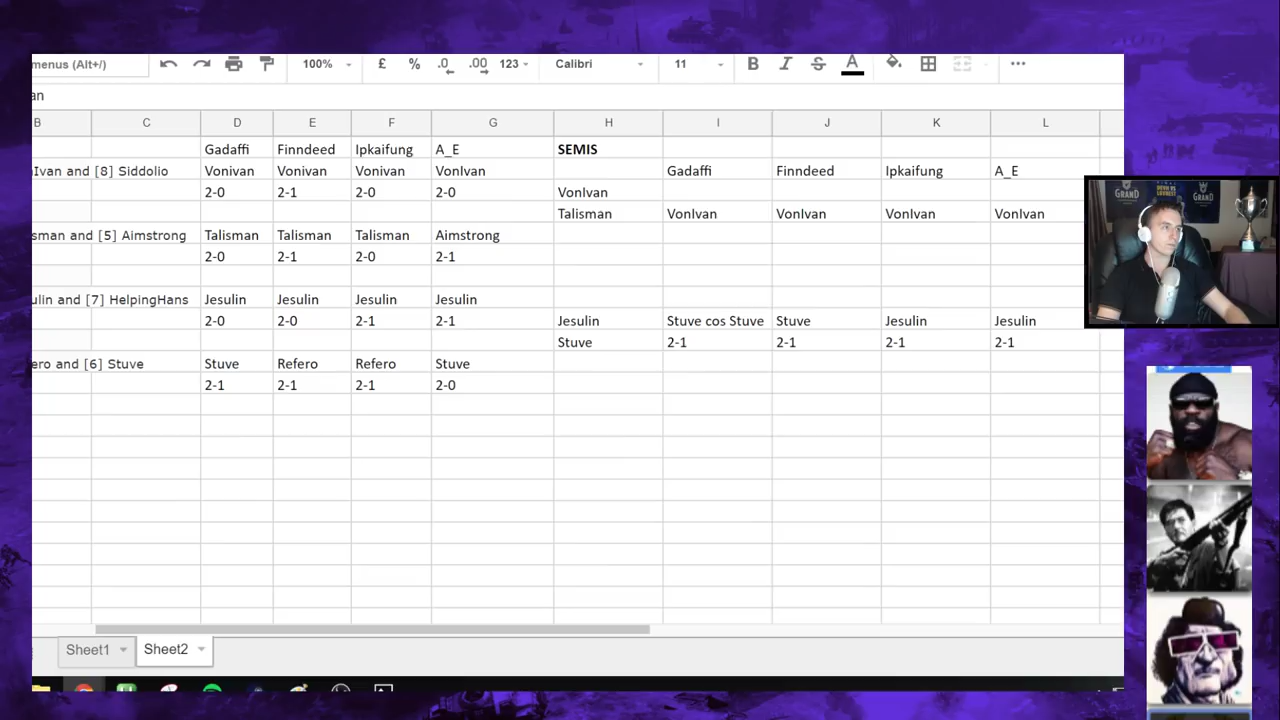 menus (Alt+/) 100% £ % .0 .00 123 Calibri 11 B I S A
an
B C D E F G H I J K L
Gadaffi Finndeed Ipkaifung A_E SEMIS
nIvan and [8] Siddolio Vonivan Vonivan Vonivan VonIvan Gadaffi Finndeed Ipkaifung A_E
2-0 2-1 2-0 2-0 VonIvan
Talisman VonIvan VonIvan VonIvan VonIvan
sman and [5] Aimstrong Talisman Talisman Talisman Aimstrong
2-0 2-1 2-0 2-1
ulin and [7] HelpingHans Jesulin Jesulin Jesulin Jesulin
2-0 2-0 2-1 2-1 Jesulin Stuve cos Stuve Stuve Jesulin Jesulin
Stuve 2-1 2-1 2-1 2-1
ero and [6] Stuve Stuve Refero Refero Stuve
2-1 2-1 2-1 2-0
Sheet1 Sheet2
GRAND
GRAND